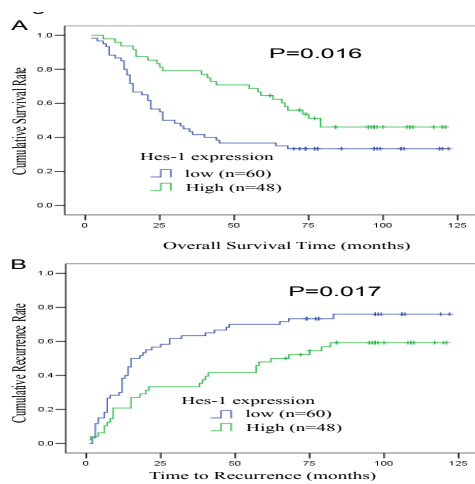 A
P=0.016
Cumulative Survival Rate
1.0
0.8
0.6
0.4
0.2
0.0
Hes-1 expression
low (n=60)
High (n=48)
0 25 50 75 100 125
Overall Survival Time (months)
B
P=0.017
Cumulative Recurrence Rate
1.0
0.8
0.6
0.4
0.2
0.0
Hes-1 expression
low (n=60)
High (n=48)
0 25 50 75 100 125
Time to Recurrence (months)